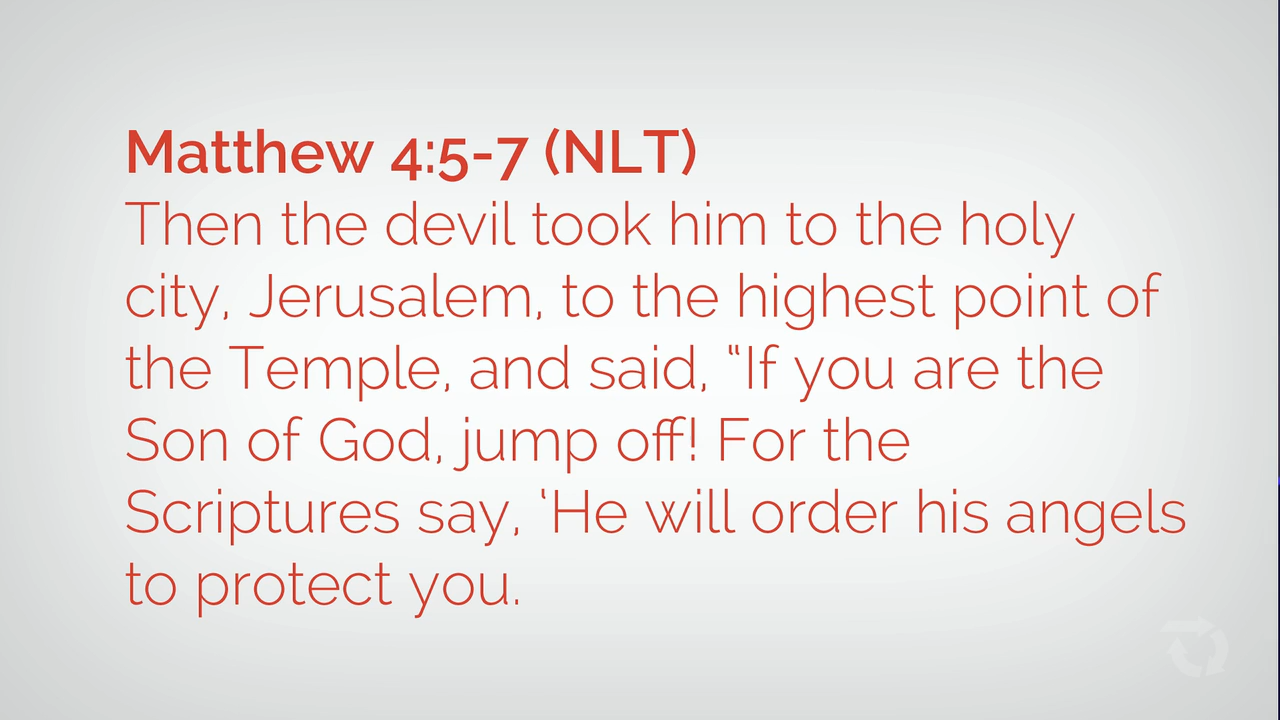 Matthew 4:5-7 (NLT)
Then the devil took him to the holy
city, Jerusalem, to the highest point of
the Temple, and said, “If you are the
Son of God, jump off! For the
Scriptures say, ‘He will order his angels
to protect you.